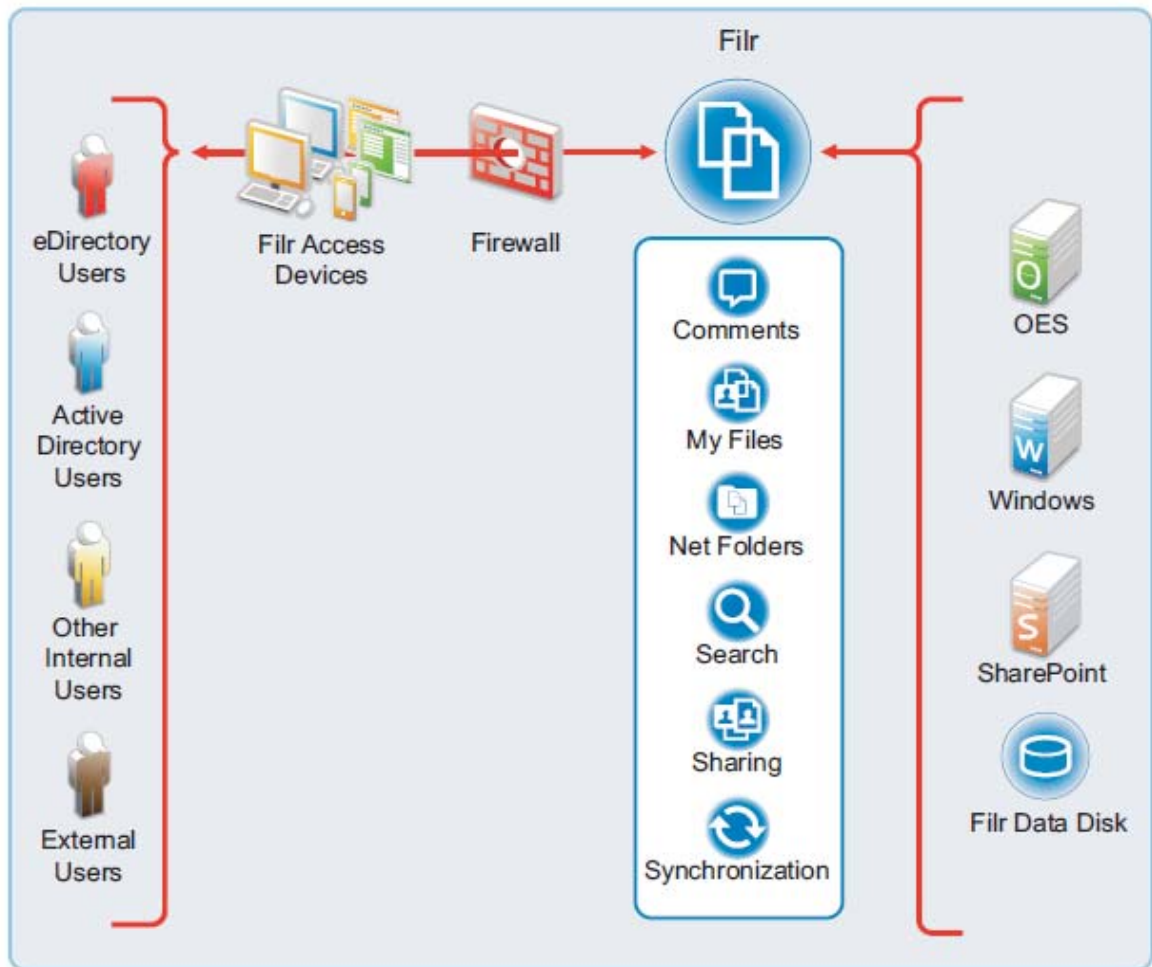 Filr
eDirectory
Users
Active
Directory
Users
Other
Internal
Users
External
Users
Filr Access
Devices
Firewall
Comments
My Files
Net Folders
Search
Sharing
Synchronization
O
OES
W
Windows
S
SharePoint
Filr Data Disk